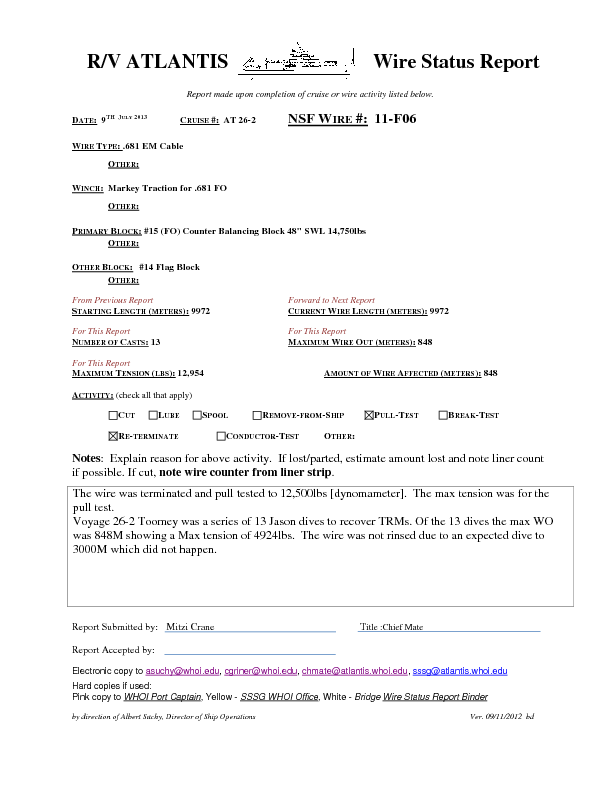 R/V ATLANTIS Wire Status Report
Report made upon completion of cruise or wire activity listed below.
DATE: 9TH JULY 2013 CRUISE #: AT 26-2 NSF WIRE #: 11-F06
WIRE TYPE: .681 EM Cable
OTHER:
WINCH: Markey Traction for .681 FO
OTHER:
PRIMARY BLOCK: #15 (FO) Counter Balancing Block 48" SWL 14,750lbs
OTHER:
OTHER BLOCK: #14 Flag Block
OTHER:
From Previous Report Forward to Next Report
STARTING LENGTH (METERS): 9972 CURRENT WIRE LENGTH (METERS): 9972
For This Report For This Report
NUMBER OF CASTS: 13 MAXIMUM WIRE OUT (METERS): 848
For This Report
MAXIMUM TENSION (LBS): 12,954 AMOUNT OF WIRE AFFECTED (METERS): 848
ACTIVITY: (check all that apply)
☐CUT ☐LUBE ☐SPOOL ☐REMOVE-FROM-SHIP ☒PULL-TEST ☐BREAK-TEST
☒RE-TERMINATE ☐CONDUCTOR-TEST OTHER:
Notes: Explain reason for above activity. If lost/parted, estimate amount lost and note liner count
if possible. If cut, note wire counter from liner strip.
The wire was terminated and pull tested to 12,500lbs [dynamometer]. The max tension was for the
pull test.
Voyage 26-2 Toorney was a series of 13 Jason dives to recover TRMs. Of the 13 dives the max WO
was 848M showing a Max tension of 4924lbs. The wire was not rinsed due to an expected dive to
3000M which did not happen.
Report Submitted by: Mitzi Crane Title :Chief Mate
Report Accepted by:
Electronic copy to asuchy@whoi.edu, cgriner@whoi.edu, chmate@atlantis.whoi.edu, sssg@atlantis.whoi.edu
Hard copies if used:
Pink copy to WHOI Port Captain, Yellow - SSSG WHOI Office, White - Bridge Wire Status Report Binder
by direction of Albert Suchy, Director of Ship Operations Ver. 09/11/2012 bd